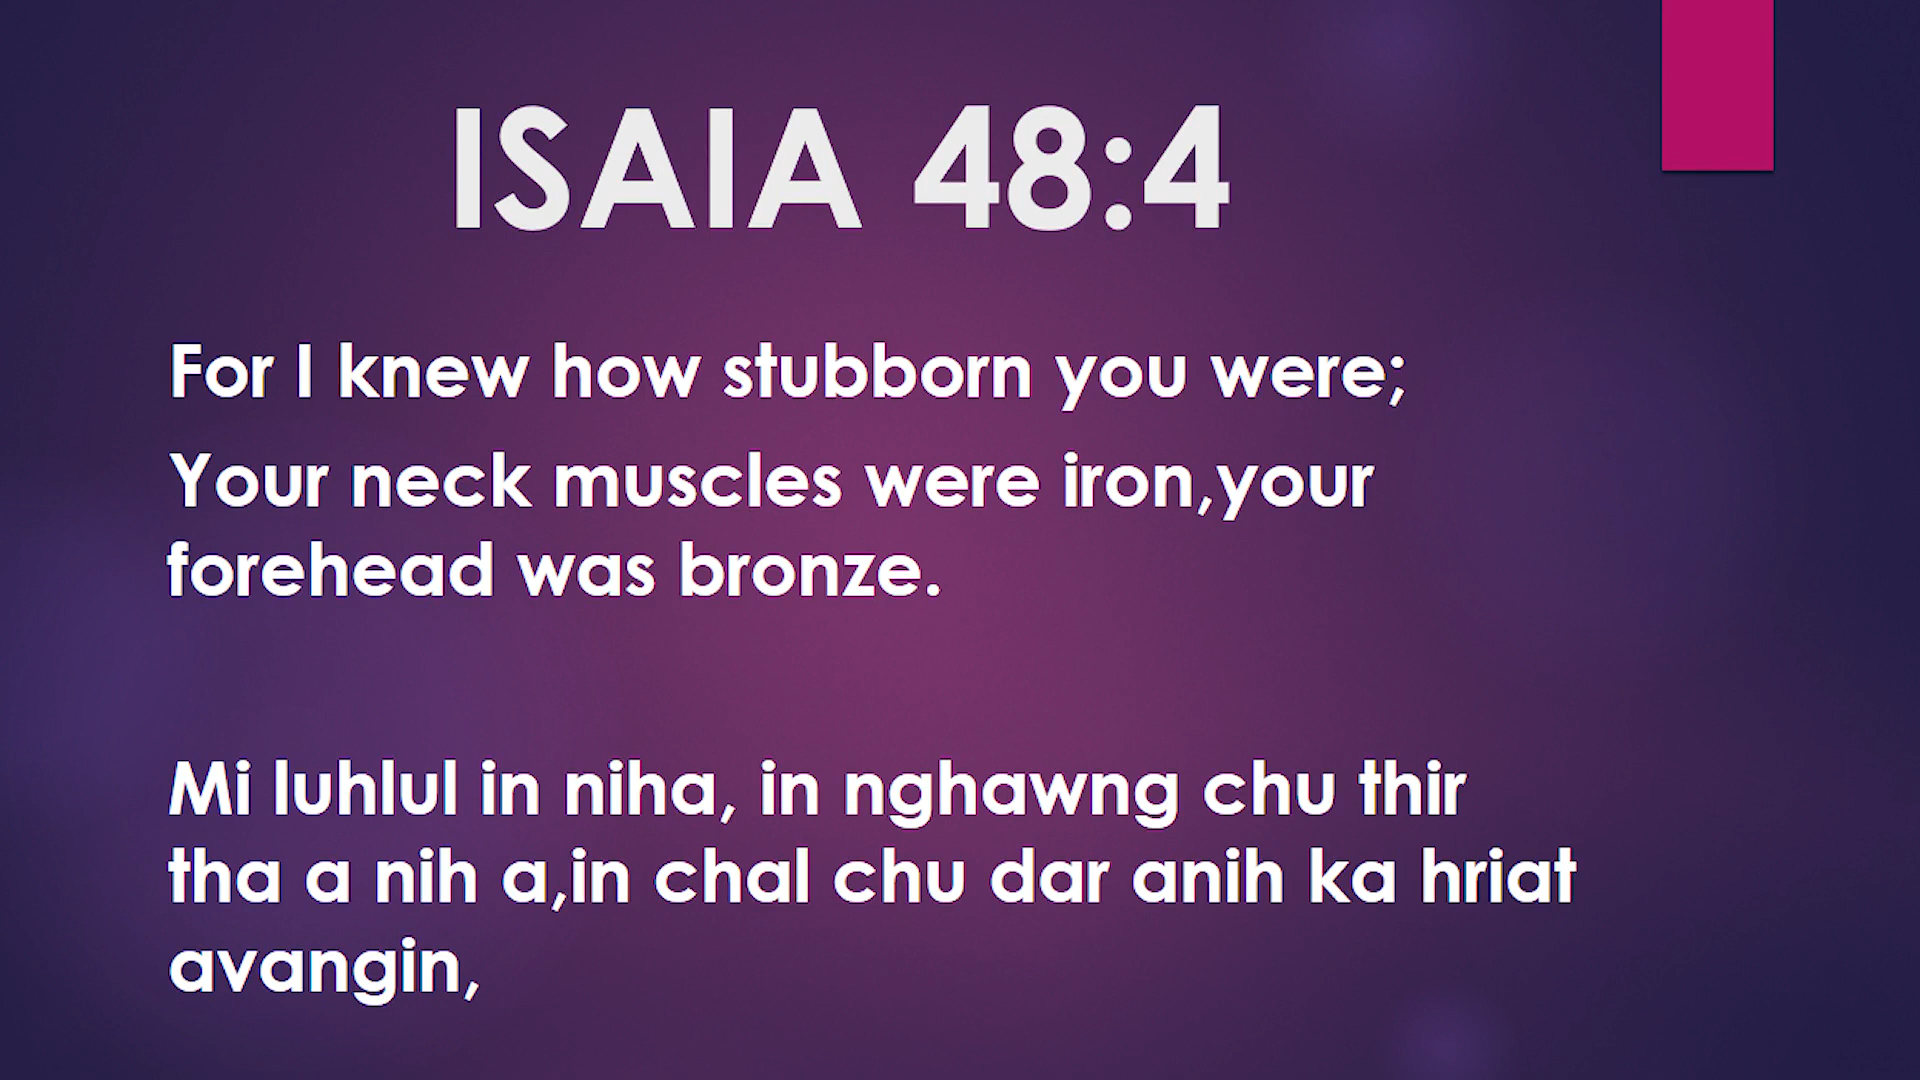 ISAIA 48:4
For I knew how stubborn you were;
Your neck muscles were iron,your
forehead was bronze.
Mi luhlul in niha, in nghawng chu thir
tha a nih a,in chal chu dar anih ka hriat
avangin,